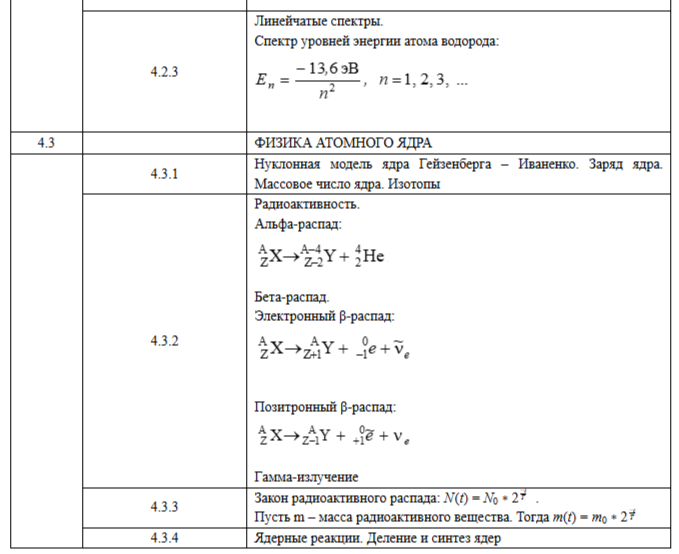 Линейчатые спектры.
Спектр уровней энергии атома водорода:
4.2.3
E_n = −13,6 эВ / n², n = 1, 2, 3, ...
4.3 ФИЗИКА АТОМНОГО ЯДРА
4.3.1
Нуклонная модель ядра Гейзенберга – Иваненко. Заряд ядра.
Массовое число ядра. Изотопы
4.3.2
Радиоактивность.
Альфа-распад:
^A_Z X → ^{A–4}_{Z–2} Y + ^4_2 He
Бета-распад.
Электронный β-распад:
^A_Z X → ^A_{Z+1} Y + ^0_{–1} e + ν̃_e
Позитронный β-распад:
^A_Z X → ^A_{Z–1} Y + ^0_{+1} ẽ + ν_e
Гамма-излучение
4.3.3
Закон радиоактивного распада: N(t) = N₀ * 2
Пусть m – масса радиоактивного вещества. Тогда m(t) = m₀ * 2
4.3.4 Ядерные реакции. Деление и синтез ядер